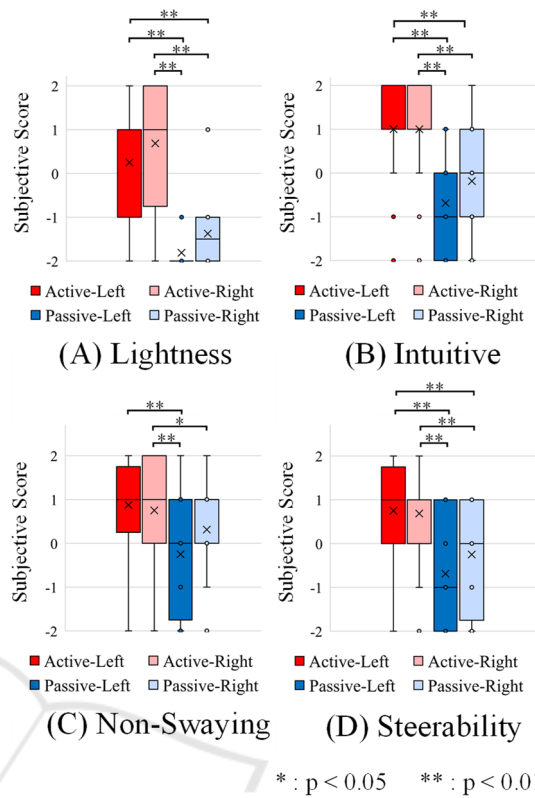 ** **
** ** ** **
** **
** **
2 2
1 1
0 0
-1 -1
-2 -2
Subjective Score Subjective Score
Active-Left Active-Right Active-Left Active-Right
Passive-Left Passive-Right Passive-Left Passive-Right
(A) Lightness (B) Intuitive
**
** **
* **
** **
2 2
1 1
0 0
-1 -1
-2 -2
Subjective Score Subjective Score
Active-Left Active-Right Active-Left Active-Right
Passive-Left Passive-Right Passive-Left Passive-Right
(C) Non-Swaying (D) Steerability
* : p < 0.05 ** : p < 0.0